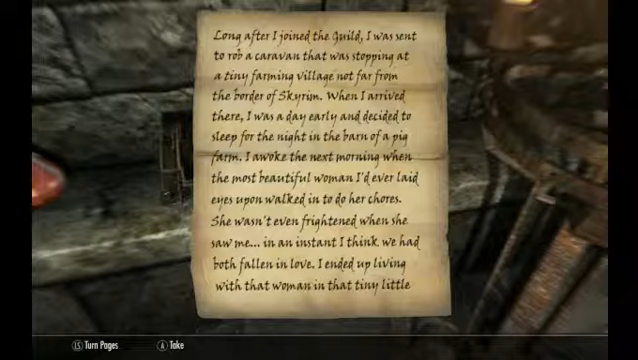 Long after I joined the Guild, I was sent
to rob a caravan that was stopping at
a tiny farming village not far from
the border of Skyrim. When I arrived
there, I was a day early and decided to
sleep for the night in the barn of a pig
farm. I awoke the next morning when
the most beautiful woman I'd ever laid
eyes upon walked in to do her chores.
She wasn't even frightened when she
saw me... in an instant I think we had
both fallen in love. I ended up living
with that woman in that tiny little
LS Turn Pages A Take